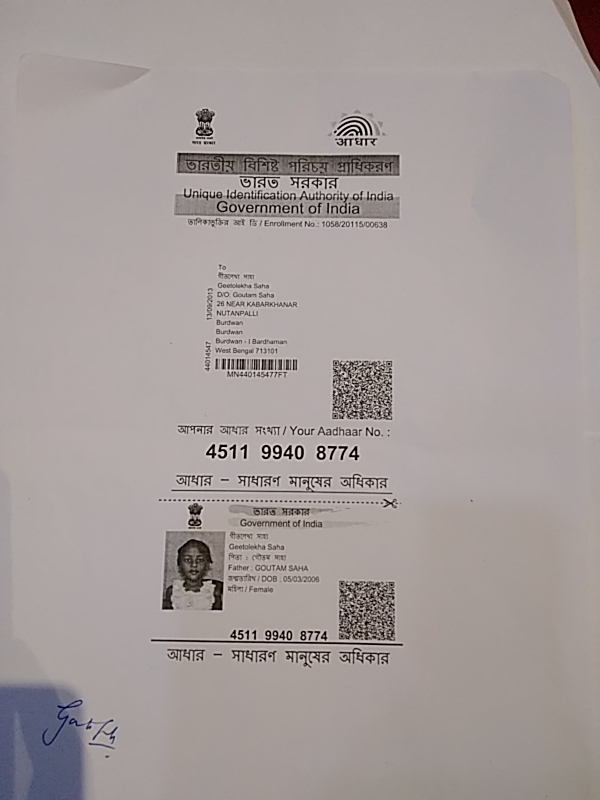 आधार
ভারতীয় বিশিষ্ট পরিচয় প্রাধিকরণ
ভারত সরকার
Unique Identification Authority of India
Government of India
তালিকাভুক্তির আই ডি / Enrollment No.: 1058/20115/00638
To
গীতলেখা সাহা
Geetolekha Saha
D/O: Goutam Saha
26 NEAR KABARKHANAR
NUTANPALLI
Burdwan
Burdwan
Burdwan - I Bardhaman
West Bengal 713101
44014547 13/09/2013
MN440145477FT
আপনার আধার সংখ্যা / Your Aadhaar No. :
4511 9940 8774
আধার – সাধারণ মানুষের অধিকার
ভারত সরকার
Government of India
গীতলেখা সাহা
Geetolekha Saha
পিতা : গৌতম সাহা
Father : GOUTAM SAHA
জন্মতারিখ / DOB : 05/03/2006
মহিলা / Female
4511 9940 8774
আধার – সাধারণ মানুষের অধিকার